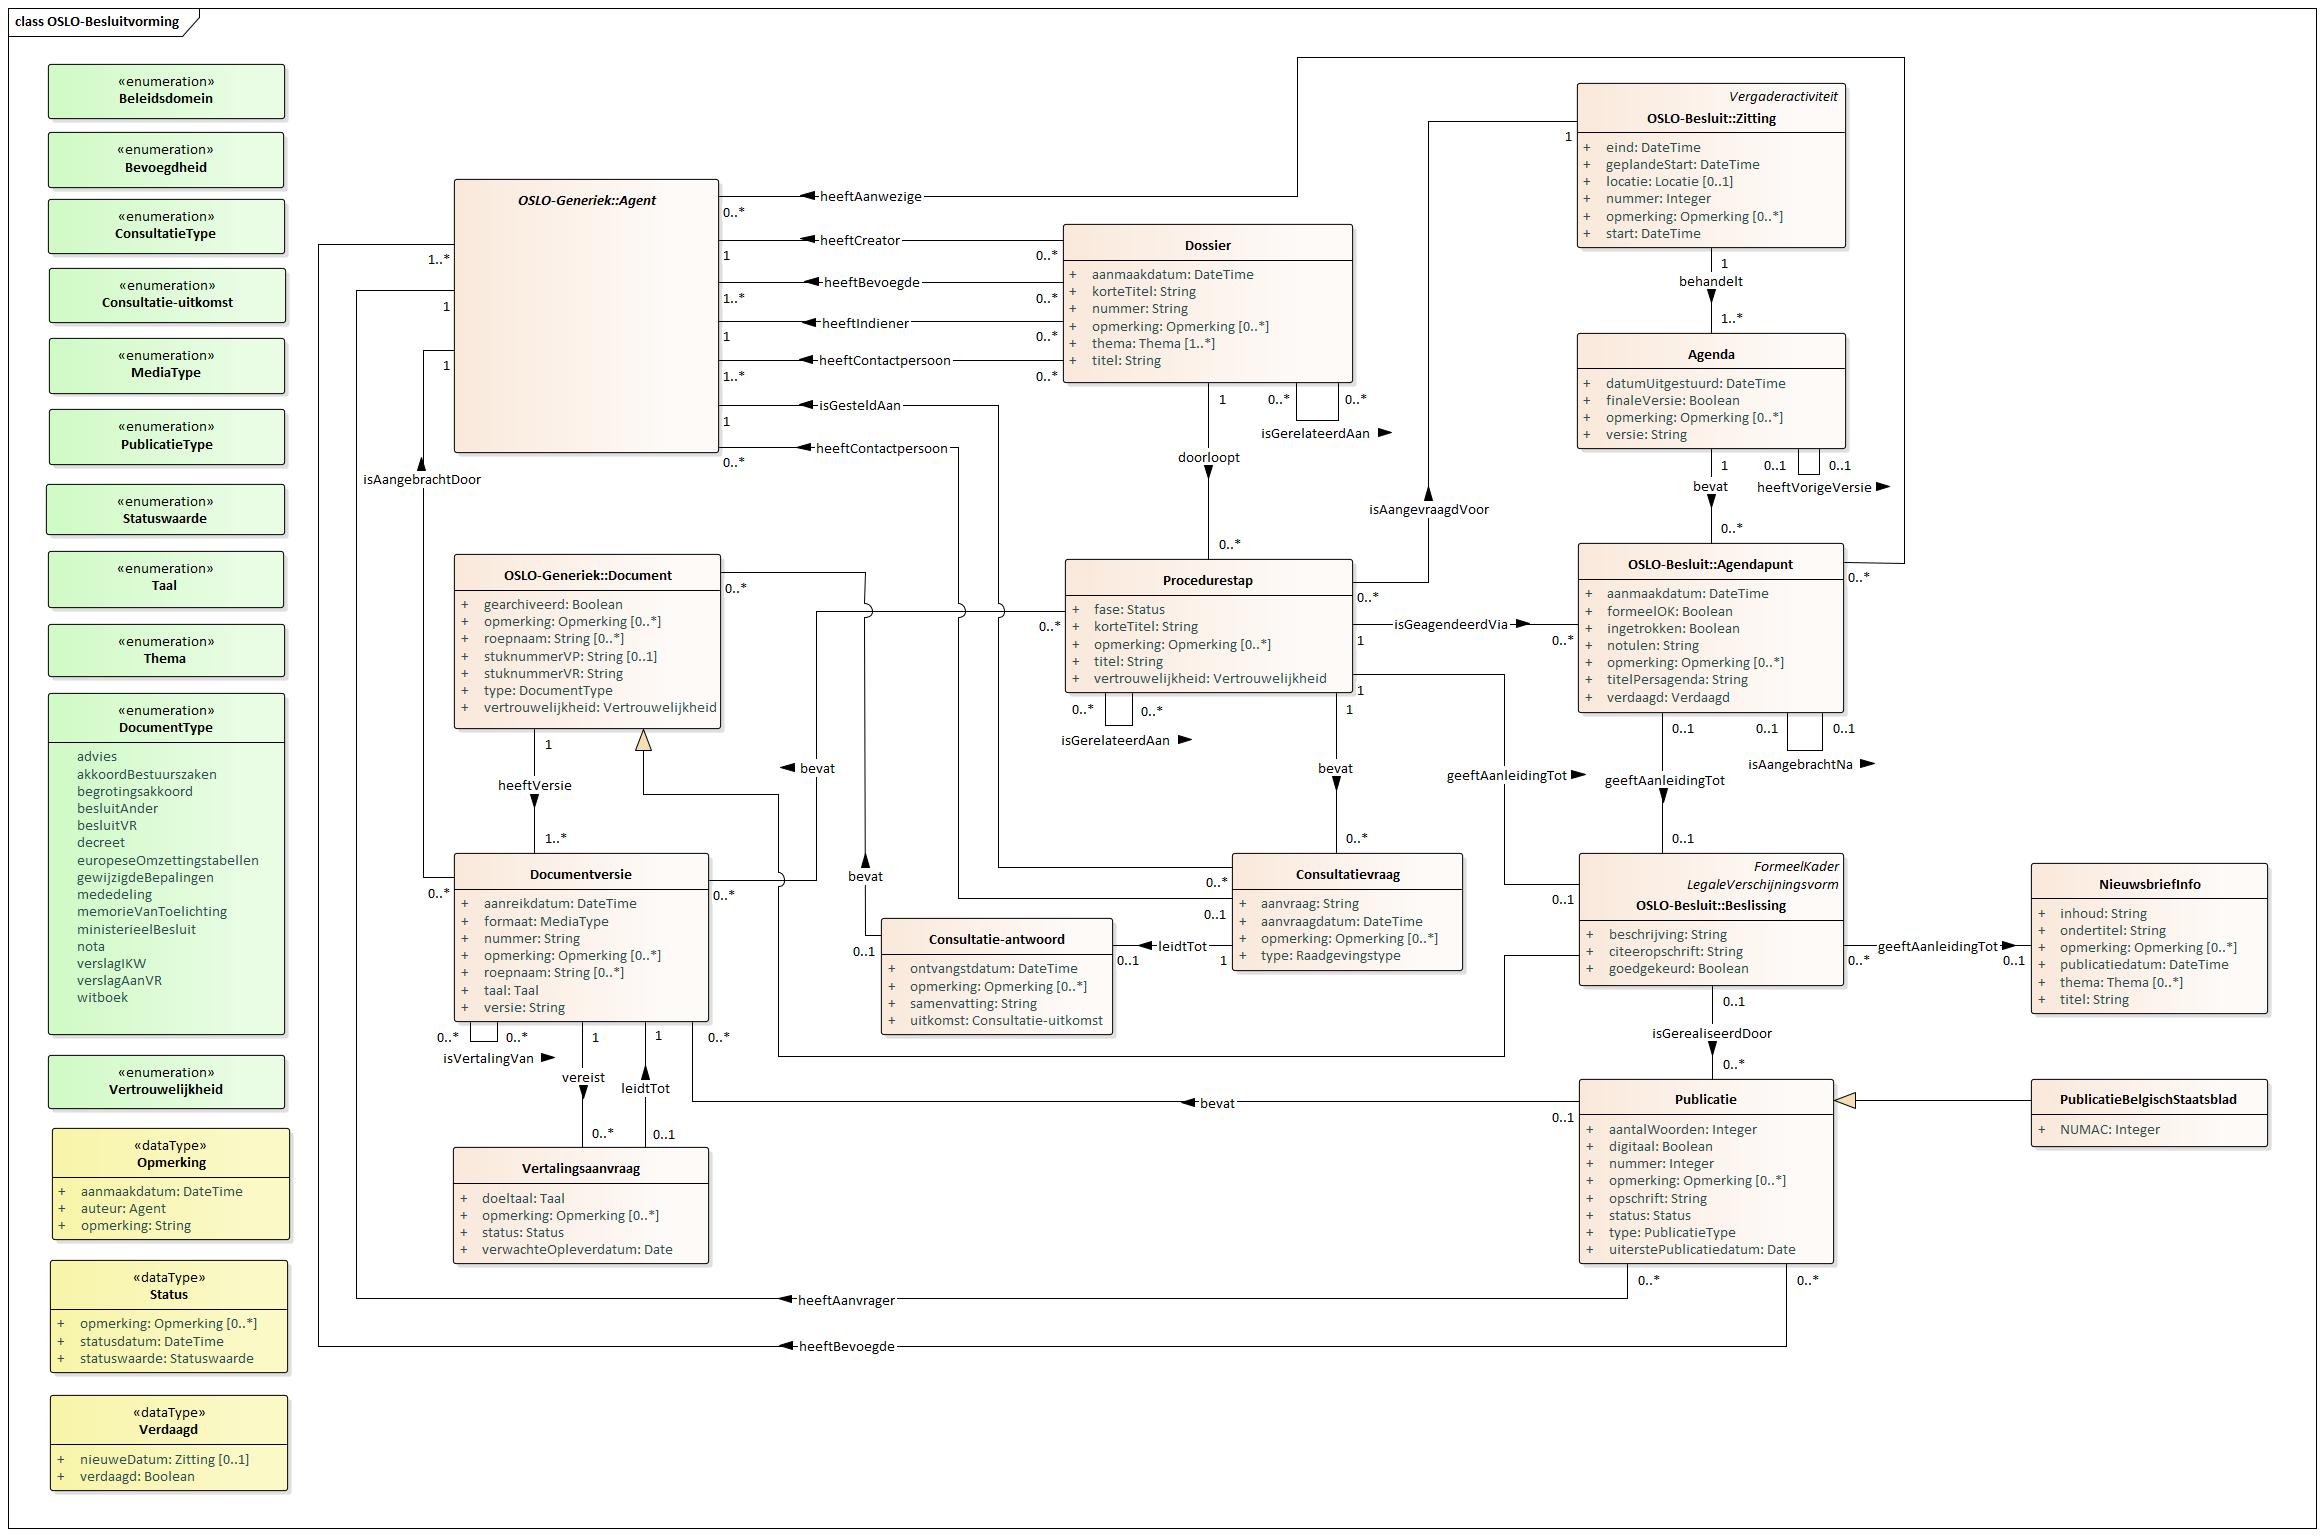 class OSLO-Besluitvorming
«enumeration»
Beleidsdomein
«enumeration»
Bevoegdheid
«enumeration»
ConsultatieType
«enumeration»
Consultatie-uitkomst
«enumeration»
MediaType
«enumeration»
PublicatieType
«enumeration»
Statuswaarde
«enumeration»
Taal
«enumeration»
Thema
«enumeration»
DocumentType
advies
akkoordBestuurszaken
begrotingsakkoord
besluitAnder
besluitVR
decreet
europeseOmzettingstabellen
gewijzigdeBepalingen
mededeling
memorieVanToelichting
ministerieelBesluit
nota
verslagIKW
verslagAanVR
witboek
«enumeration»
Vertrouwelijkheid
«dataType»
Opmerking
+ aanmaakdatum: DateTime
+ auteur: Agent
+ opmerking: String
«dataType»
Status
+ opmerking: Opmerking [0..*]
+ statusdatum: DateTime
+ statuswaarde: Statuswaarde
«dataType»
Verdaagd
+ nieuweDatum: Zitting [0..1]
+ verdaagd: Boolean
OSLO-Generiek::Agent
1..*
1
1
isAangebrachtDoor
0..*
heeftAanwezige
0..*
heeftCreator
1
0..*
heeftBevoegde
1..*
0..*
heeftIndiener
1
0..*
heeftContactpersoon
1..*
0..*
isGesteldAan
1
heeftContactpersoon
0..*
Dossier
+ aanmaakdatum: DateTime
+ korteTitel: String
+ nummer: String
+ opmerking: Opmerking [0..*]
+ thema: Thema [1..*]
+ titel: String
1
0..*
0..*
isGerelateerdAan
doorloopt
0..*
Vergaderactiviteit
OSLO-Besluit::Zitting
+ eind: DateTime
+ geplandeStart: DateTime
+ locatie: Locatie [0..1]
+ nummer: Integer
+ opmerking: Opmerking [0..*]
+ start: DateTime
1
1
behandelt
1..*
Agenda
+ datumUitgestuurd: DateTime
+ finaleVersie: Boolean
+ opmerking: Opmerking [0..*]
+ versie: String
1
0..1
0..1
bevat
heeftVorigeVersie
0..*
isAangevraagdVoor
OSLO-Generiek::Document
+ gearchiveerd: Boolean
+ opmerking: Opmerking [0..*]
+ roepnaam: String [0..*]
+ stuknummerVP: String [0..1]
+ stuknummerVR: String
+ type: DocumentType
+ vertrouwelijkheid: Vertrouwelijkheid
0..*
1
heeftVersie
1..*
Procedurestap
+ fase: Status
+ korteTitel: String
+ opmerking: Opmerking [0..*]
+ titel: String
+ vertrouwelijkheid: Vertrouwelijkheid
0..*
0..*
isGeagendeerdVia
1
0..*
1
0..*
0..*
isGerelateerdAan
1
bevat
0..*
bevat
geeftAanleidingTot
OSLO-Besluit::Agendapunt
+ aanmaakdatum: DateTime
+ formeelOK: Boolean
+ ingetrokken: Boolean
+ notulen: String
+ opmerking: Opmerking [0..*]
+ titelPersagenda: String
+ verdaagd: Verdaagd
0..*
0..1
0..1
0..1
isAangebrachtNa
geeftAanleidingTot
0..1
Documentversie
+ aanreikdatum: DateTime
+ formaat: MediaType
+ nummer: String
+ opmerking: Opmerking [0..*]
+ roepnaam: String [0..*]
+ taal: Taal
+ versie: String
0..*
0..*
0..*
0..*
isVertalingVan
1
vereist
0..*
1
leidtTot
0..1
0..*
bevat
Consultatie-antwoord
+ ontvangstdatum: DateTime
+ opmerking: Opmerking [0..*]
+ samenvatting: String
+ uitkomst: Consultatie-uitkomst
0..1
0..1
leidtTot
1
Consultatievraag
+ aanvraag: String
+ aanvraagdatum: DateTime
+ opmerking: Opmerking [0..*]
+ type: Raadgevingstype
0..*
0..1
FormeelKader
LegaleVerschijningsvorm
OSLO-Besluit::Beslissing
+ beschrijving: String
+ citeeropschrift: String
+ goedgekeurd: Boolean
0..1
geeftAanleidingTot
0..*
0..1
NieuwsbriefInfo
+ inhoud: String
+ ondertitel: String
+ opmerking: Opmerking [0..*]
+ publicatiedatum: DateTime
+ thema: Thema [0..*]
+ titel: String
0..1
isGerealiseerdDoor
0..*
Vertalingsaanvraag
+ doeltaal: Taal
+ opmerking: Opmerking [0..*]
+ status: Status
+ verwachteOpleverdatum: Date
bevat
0..1
Publicatie
+ aantalWoorden: Integer
+ digitaal: Boolean
+ nummer: Integer
+ opmerking: Opmerking [0..*]
+ opschrift: String
+ status: Status
+ type: PublicatieType
+ uiterstePublicatiedatum: Date
PublicatieBelgischStaatsblad
+ NUMAC: Integer
0..*
0..*
heeftAanvrager
heeftBevoegde